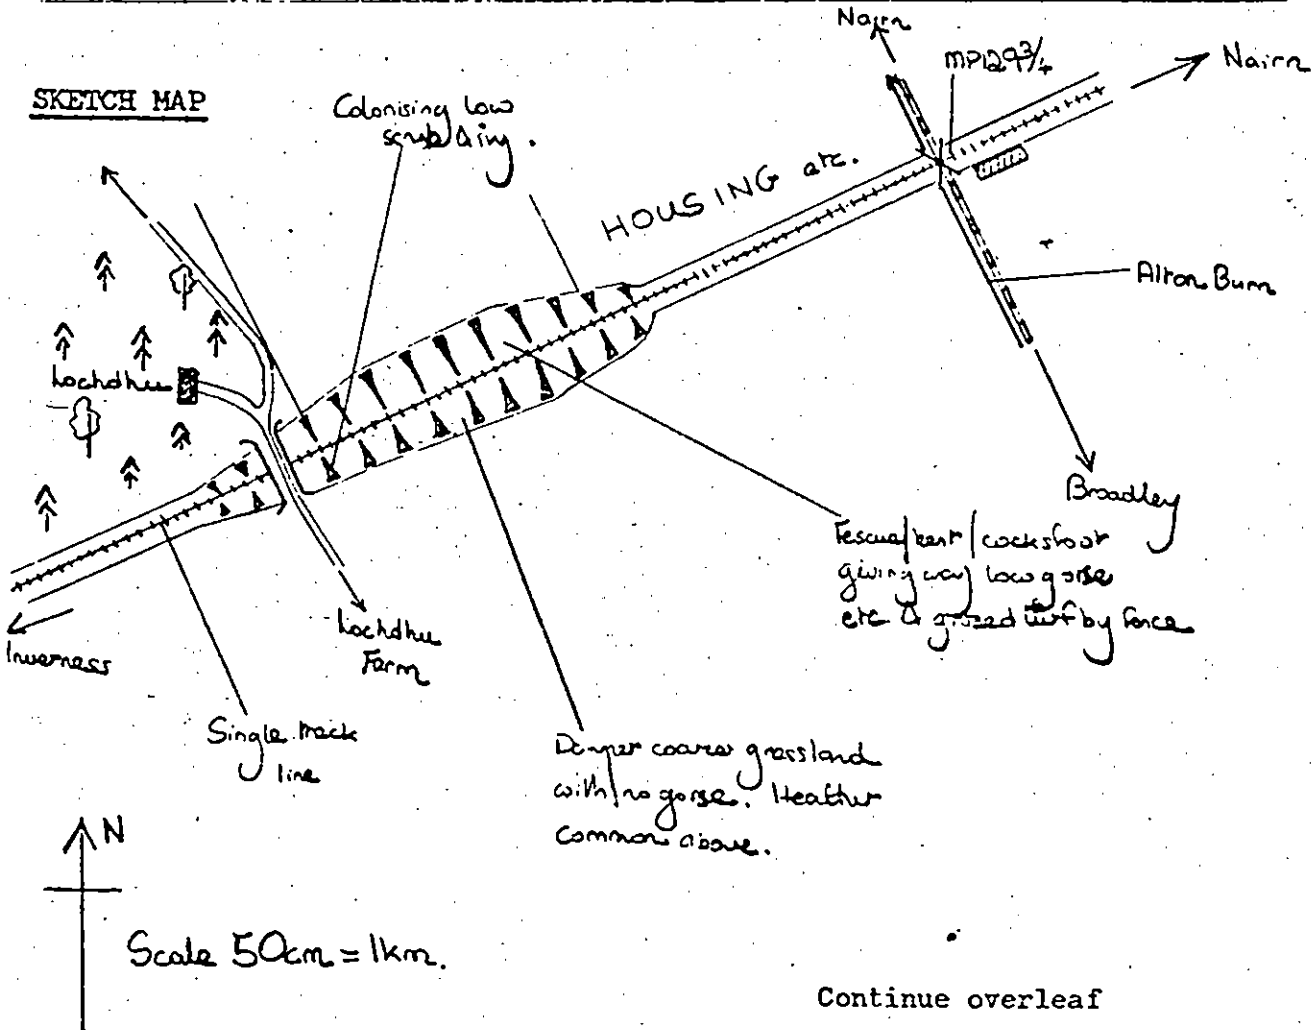 Nairn
MP129 3/4
Nairn
SKETCH MAP
Colonising low
scrub & ivy.
HOUSING etc.
Alton Burn
Lochdhu
Broadley
Fescue/bent/cocksfoot
giving way low gorse
etc & grazed turf by fence
Lochdhu
Farm
Inverness
Single track
line
Damper coarse grassland
with no gorse. Heather
common above.
N
Scale 50cm = 1km.
Continue overleaf